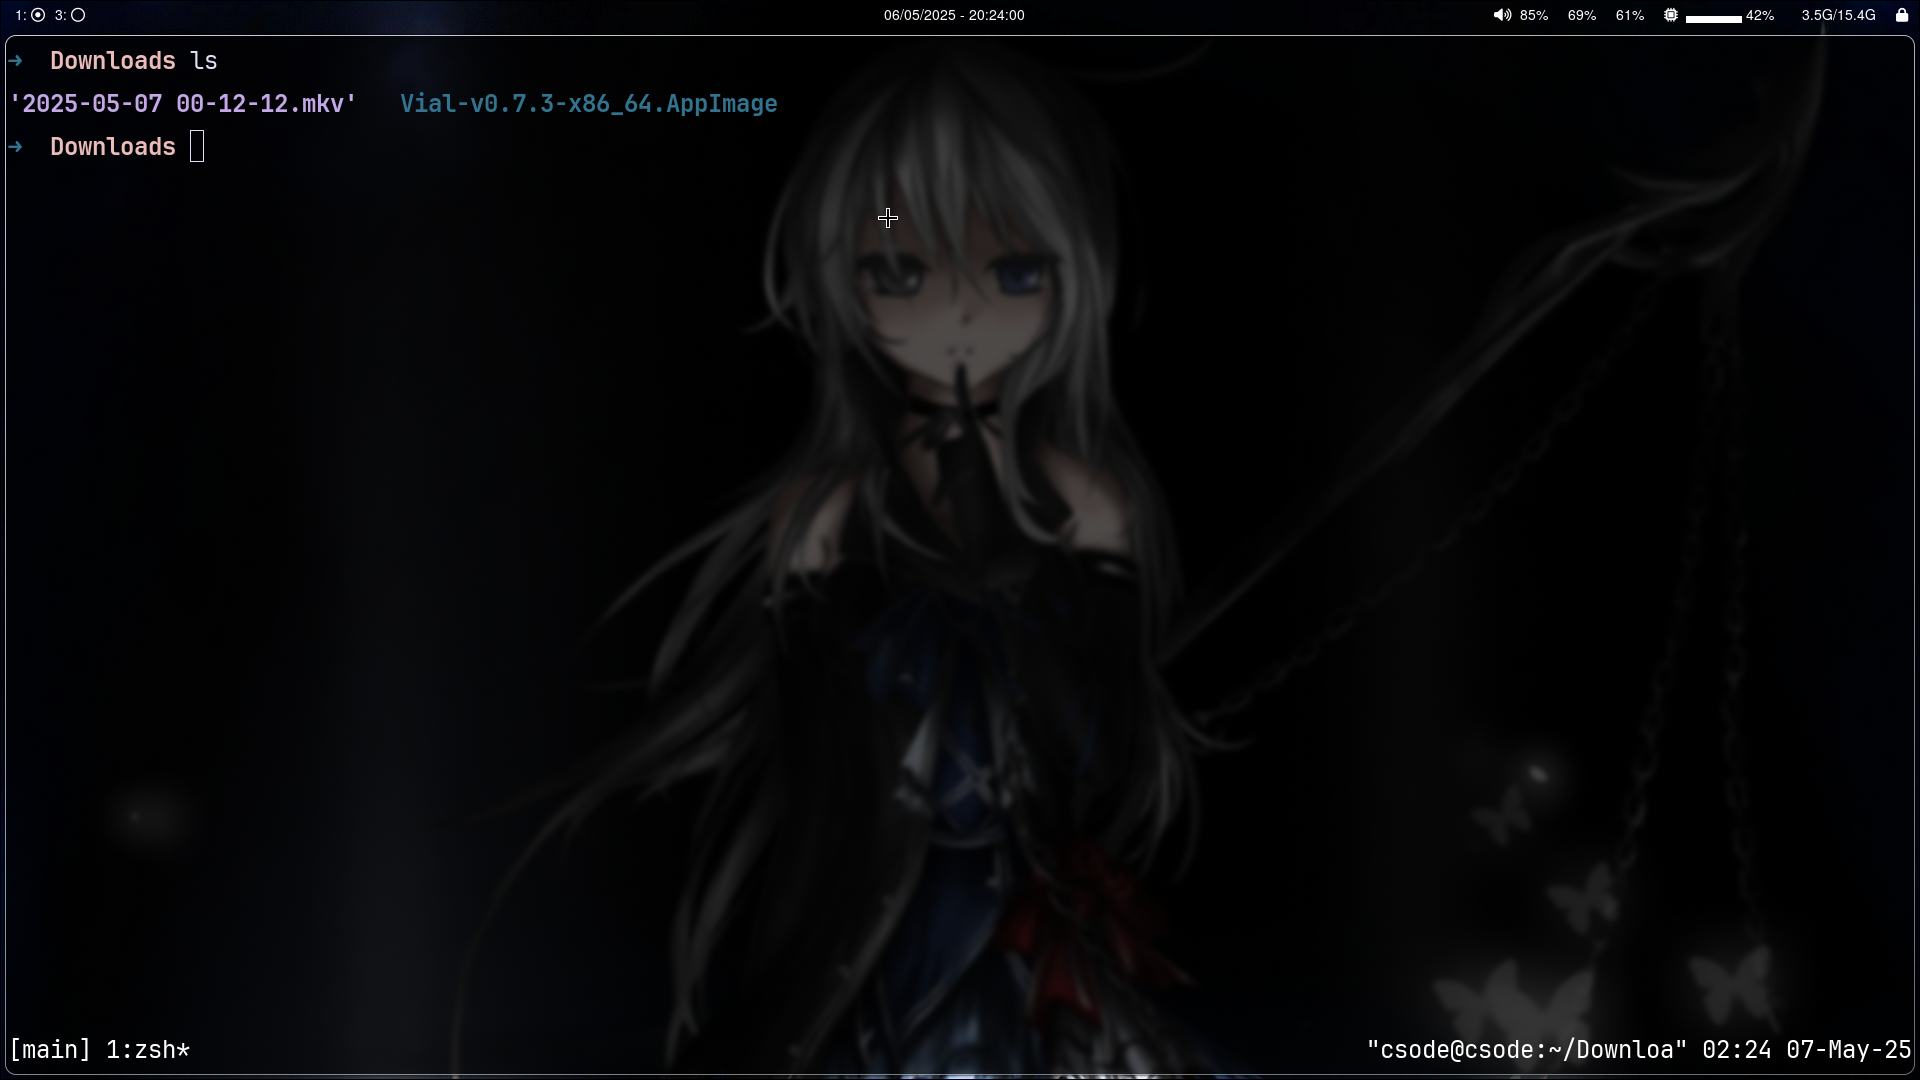 1: 3: 06/05/2025 - 20:24:00 85% 69% 61% 42% 3.5G/15.4G
→ Downloads ls
'2025-05-07 00-12-12.mkv' Vial-v0.7.3-x86_64.AppImage
→ Downloads
[main] 1:zsh* "csode@csode:~/Downloa" 02:24 07-May-25